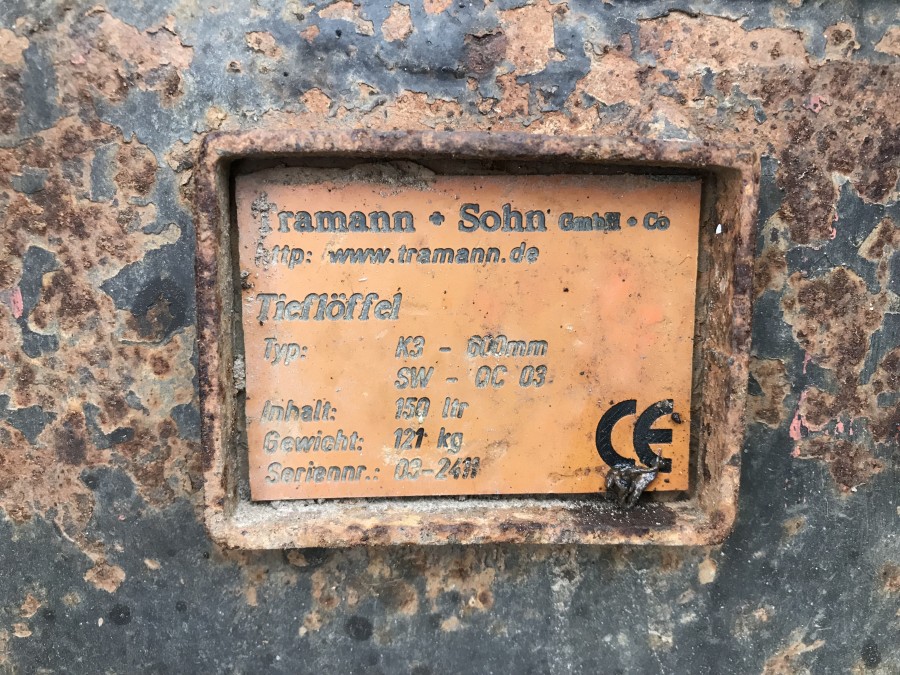 Tramann + Sohn GmbH + Co
http: www.tramann.de
Tieflöffel
Typ: K3 - 600mm
SW - QC 03
Inhalt: 159 ltr
Gewicht: 121 kg
Seriennr.: 03-2411
CE